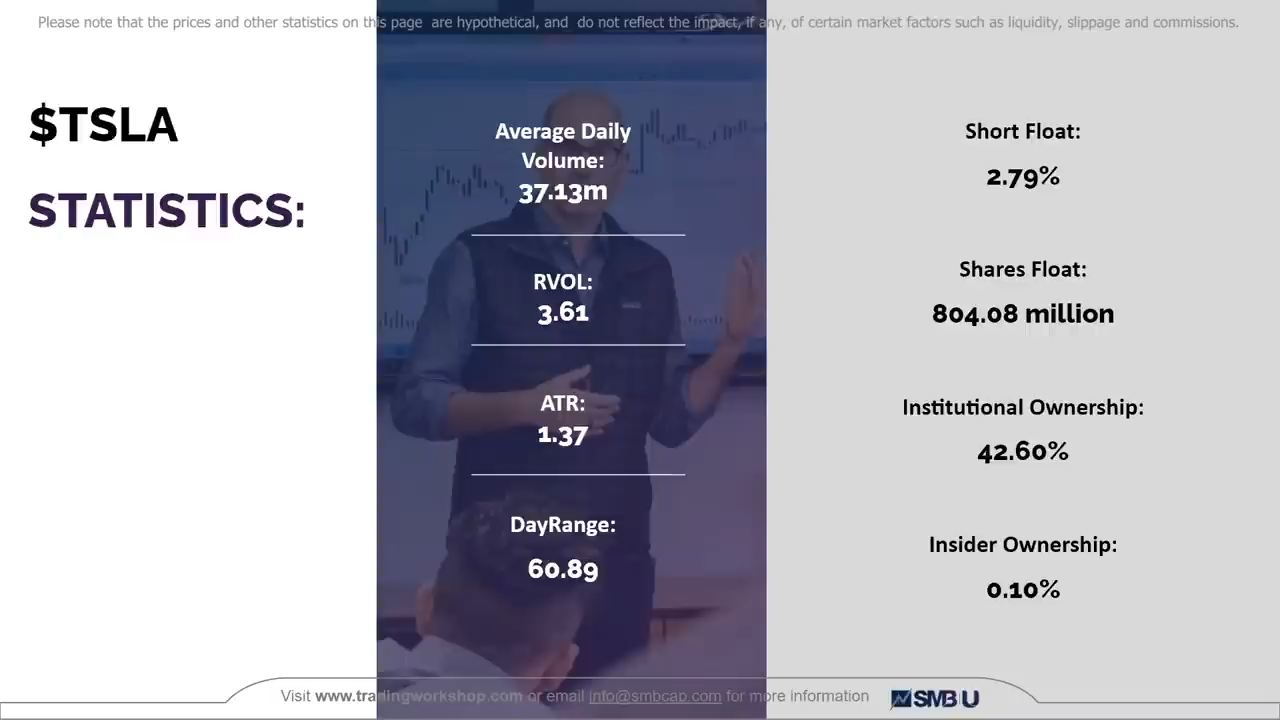 Please note that the prices and other statistics on this page  are hypothetical, and  do not reflect the impact, if any, of certain market factors such as liquidity, slippage and commissions.
$TSLA
STATISTICS:
Average Daily
Volume:
37.13m
RVOL:
3.61
ATR:
1.37
DayRange:
60.89
Short Float:
2.79%
Shares Float:
804.08 million
Institutional Ownership:
42.60%
Insider Ownership:
0.10%
Visit www.tradingworkshop.com or email info@smbcap.com for more information
SMB U